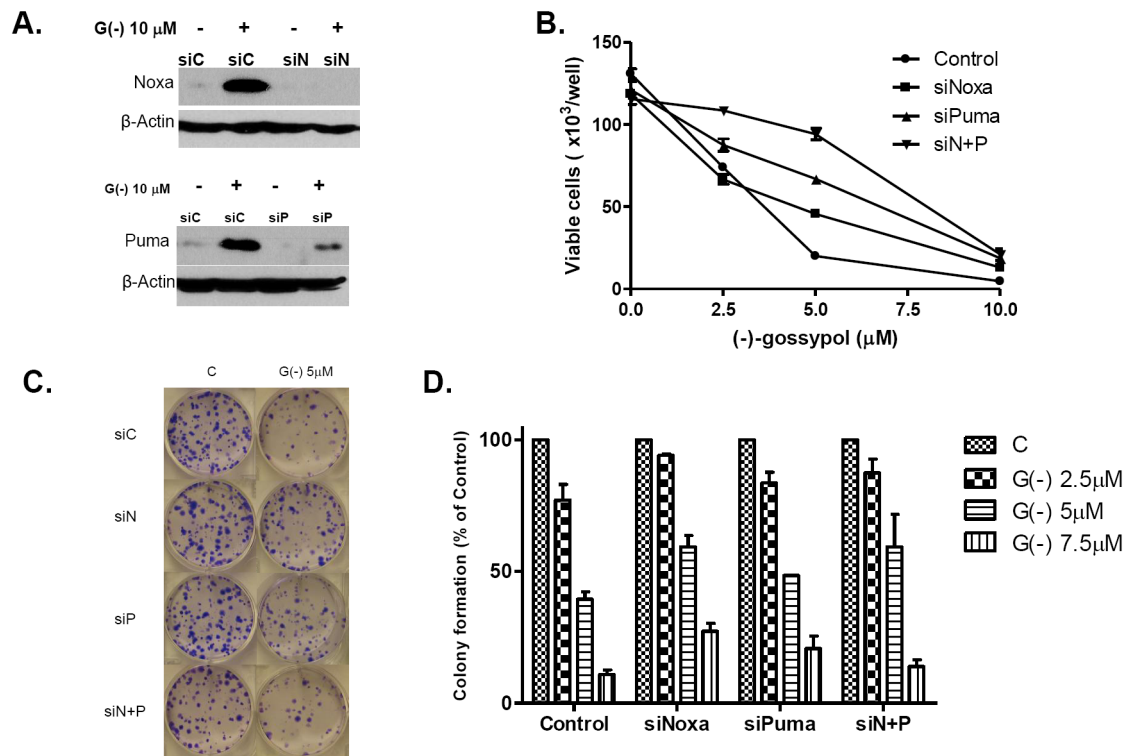 A.
G(-) 10 μM - + - +
siC siC siN siN
Noxa
β-Actin
G(-) 10 μM - + - +
siC siC siP siP
Puma
β-Actin
B.
150
100
50
0
Viable cells ( x10³/well)
0.0 2.5 5.0 7.5 10.0
(-)-gossypol (μM)
Control
siNoxa
siPuma
siN+P
C.
C G(-) 5μM
siC
siN
siP
siN+P
D.
100
50
0
Colony formation (% of Control)
Control siNoxa siPuma siN+P
C
G(-) 2.5μM
G(-) 5μM
G(-) 7.5μM